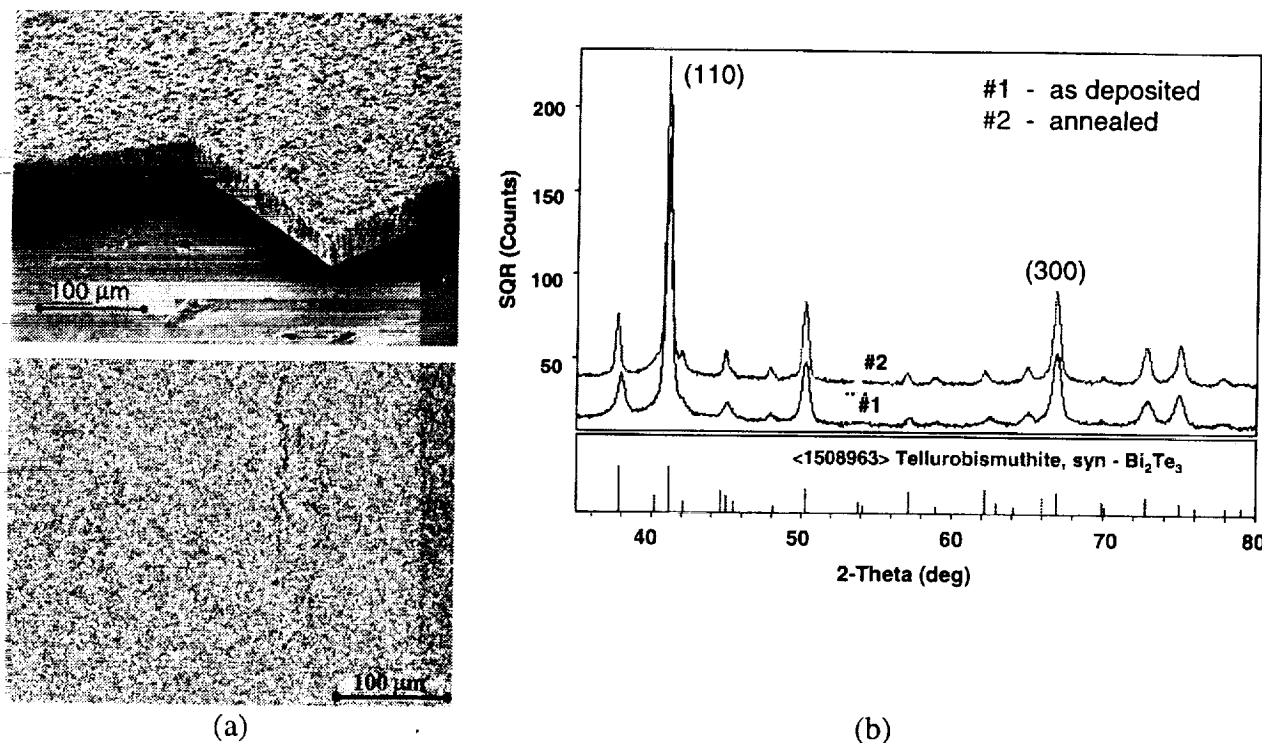 100 μm
100 μm
(a)
(110)
#1 - as deposited
#2 - annealed
200
150
100
50
SQR (Counts)
(300)
#2
#1
<1508963> Tellurobismuthite, syn - Bi₂Te₃
40 50 60 70 80
2-Theta (deg)
(b)